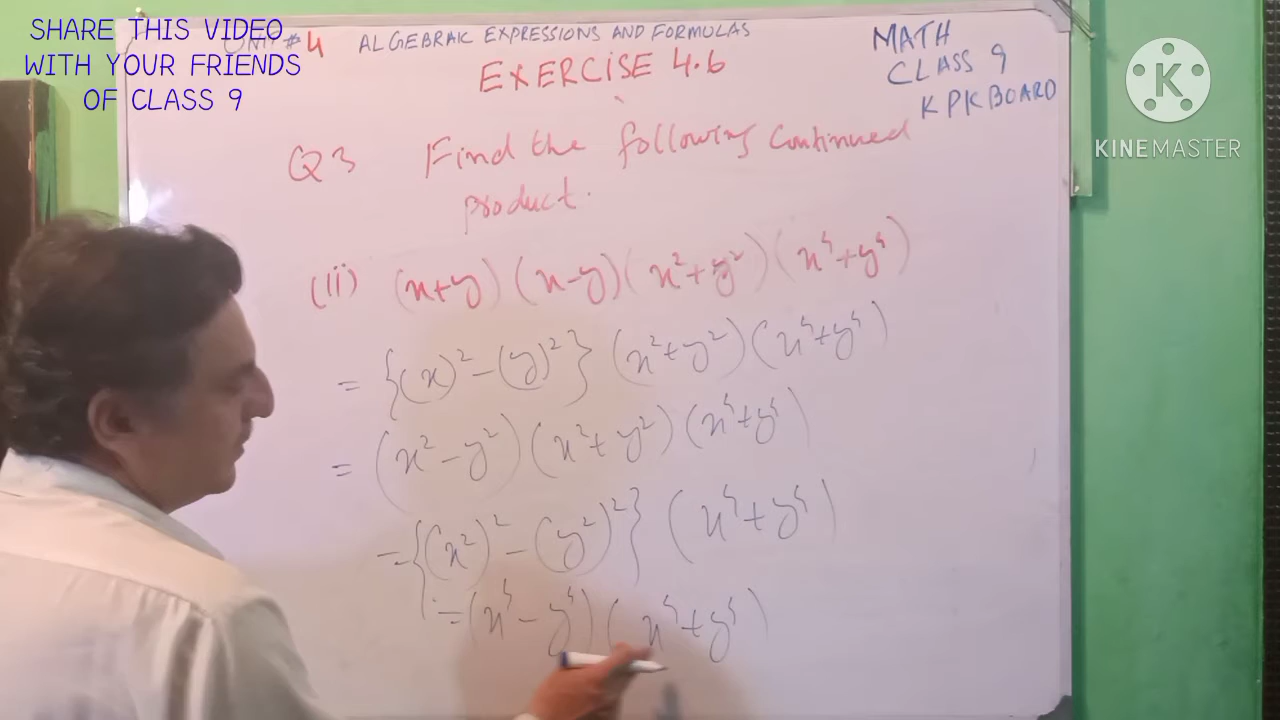 SHARE THIS VIDEO
WITH YOUR FRIENDS
OF CLASS 9
UNIT # 4 ALGEBRAIC EXPRESSIONS AND FORMULAS
EXERCISE 4.6
MATH
CLASS 9
KPK BOARD
KINEMASTER
Q3 Find the following continued
product.
(ii) (x+y)(x-y)(x²+y²)(x⁴+y⁴)
= {(x)²-(y)²}(x²+y²)(x⁴+y⁴)
= (x²-y²)(x²+y²)(x⁴+y⁴)
= {(x²)²-(y²)²}(x⁴+y⁴)
= (x⁴-y⁴)(x⁴+y⁴)